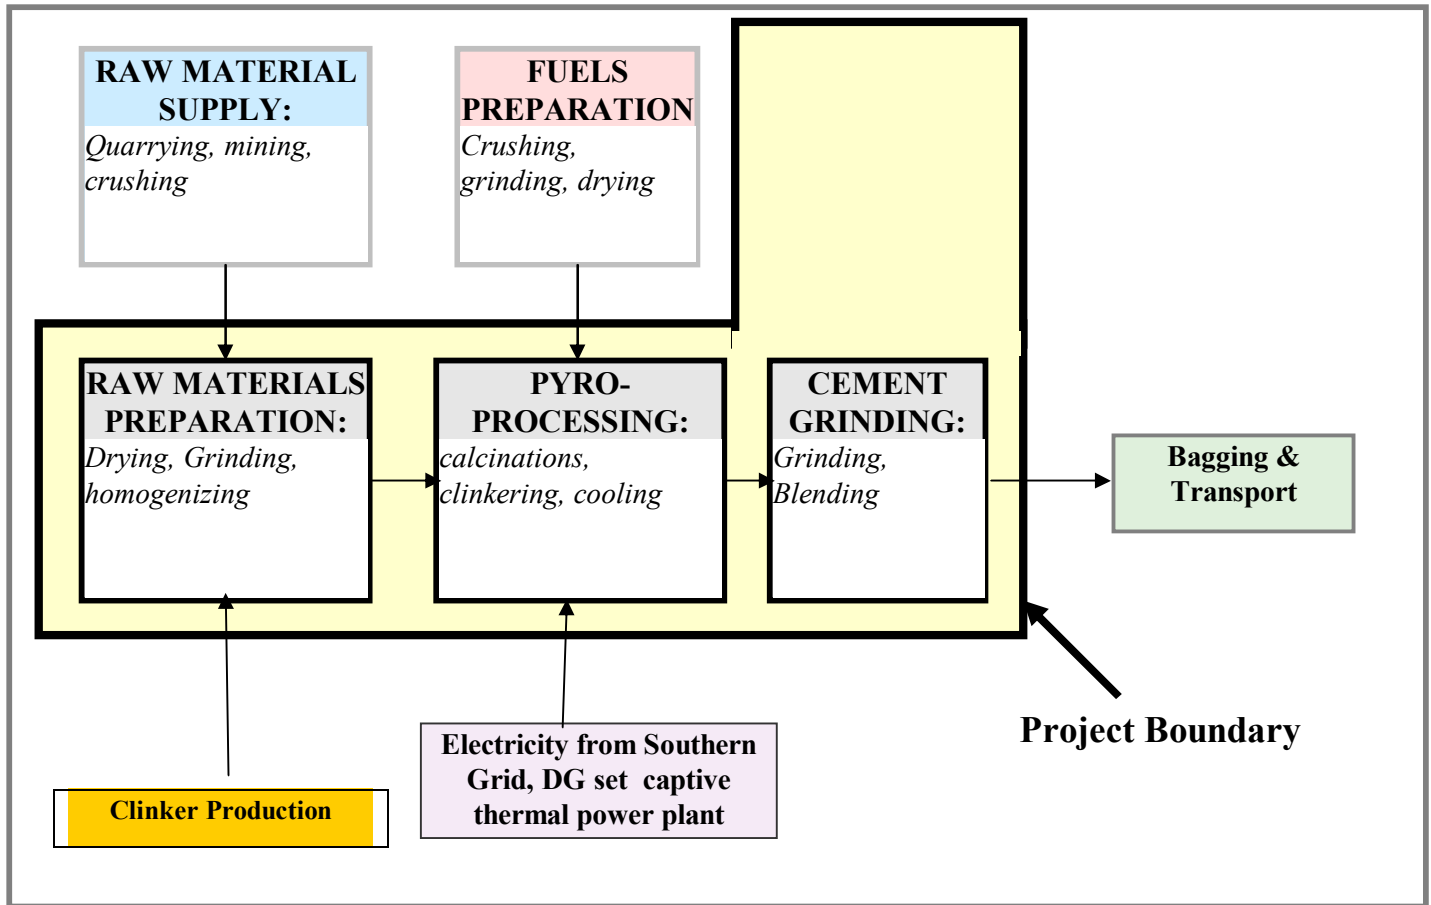 RAW MATERIAL
SUPPLY:
Quarrying, mining,
crushing
FUELS
PREPARATION
Crushing,
grinding, drying
RAW MATERIALS
PREPARATION:
Drying, Grinding,
homogenizing
PYRO-
PROCESSING:
calcinations,
clinkering, cooling
CEMENT
GRINDING:
Grinding,
Blending
Bagging &
Transport
Project Boundary
Electricity from Southern
Grid, DG set captive
thermal power plant
Clinker Production